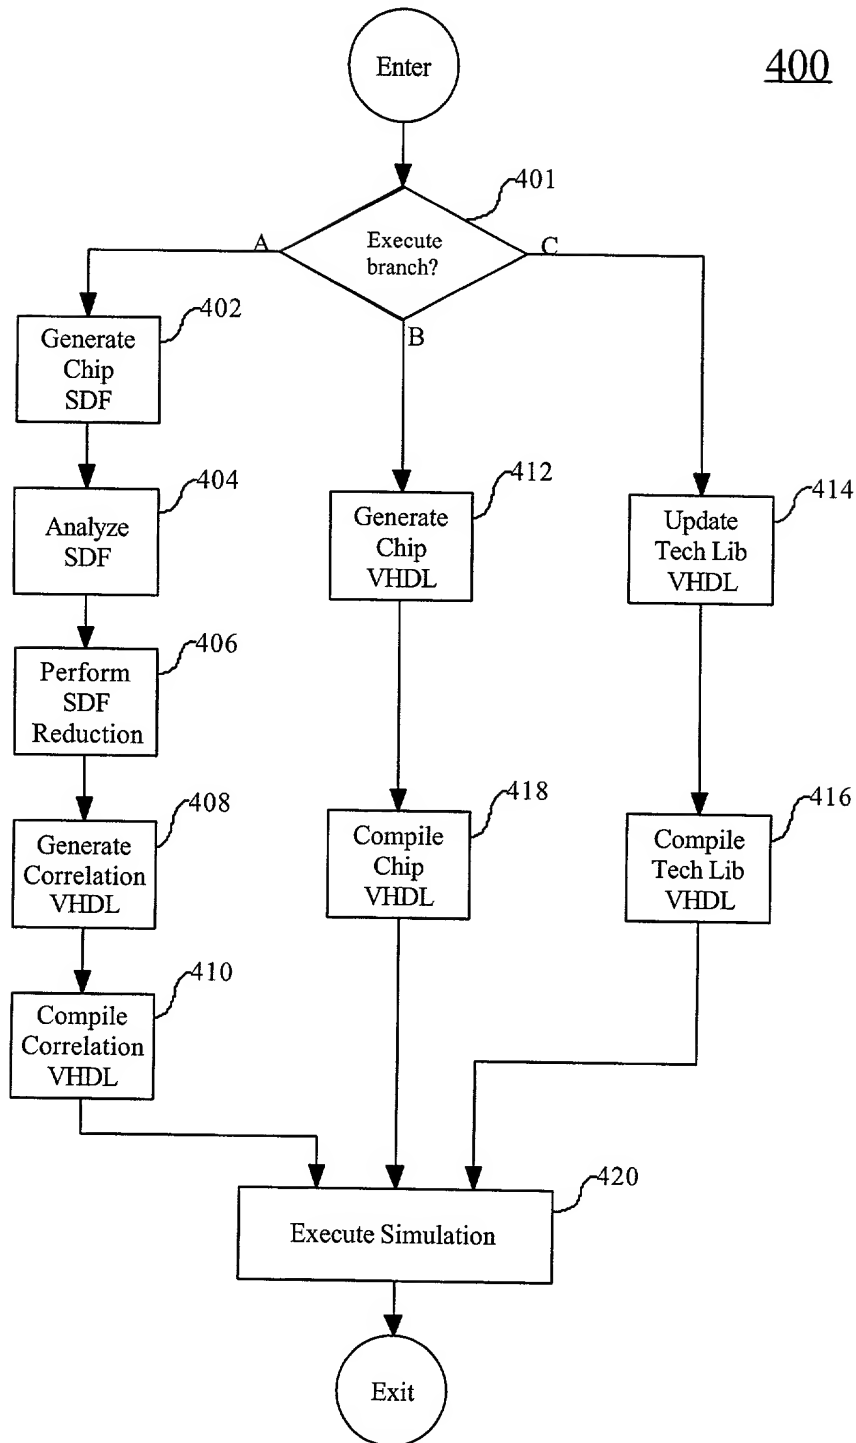 Enter
400
401
A
Execute
branch?
C
B
402
Generate
Chip
SDF
404
Analyze
SDF
412
Generate
Chip
VHDL
414
Update
Tech Lib
VHDL
406
Perform
SDF
Reduction
408
Generate
Correlation
VHDL
418
Compile
Chip
VHDL
416
Compile
Tech Lib
VHDL
410
Compile
Correlation
VHDL
420
Execute Simulation
Exit